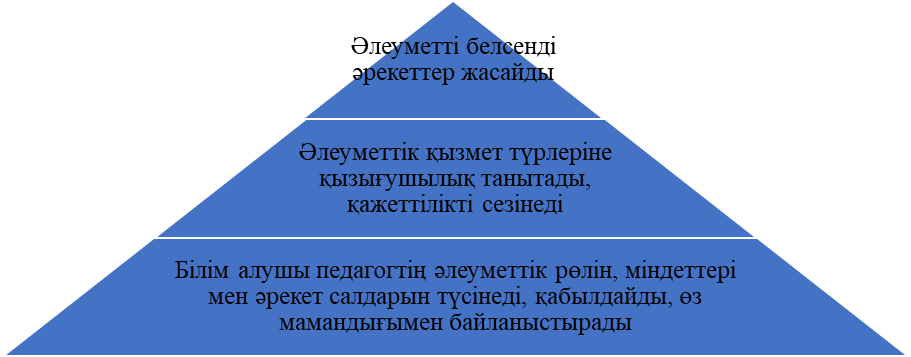 Әлеуметті белсенді
әрекеттер жасайды
Әлеуметтік қызмет түрлеріне
қызығушылық танытады,
қажеттілікті сезінеді
Білім алушы педагогтің әлеуметтік рөлін, міндеттері
мен әрекет салдарын түсінеді, қабылдайды, өз
мамандығымен байланыстырады